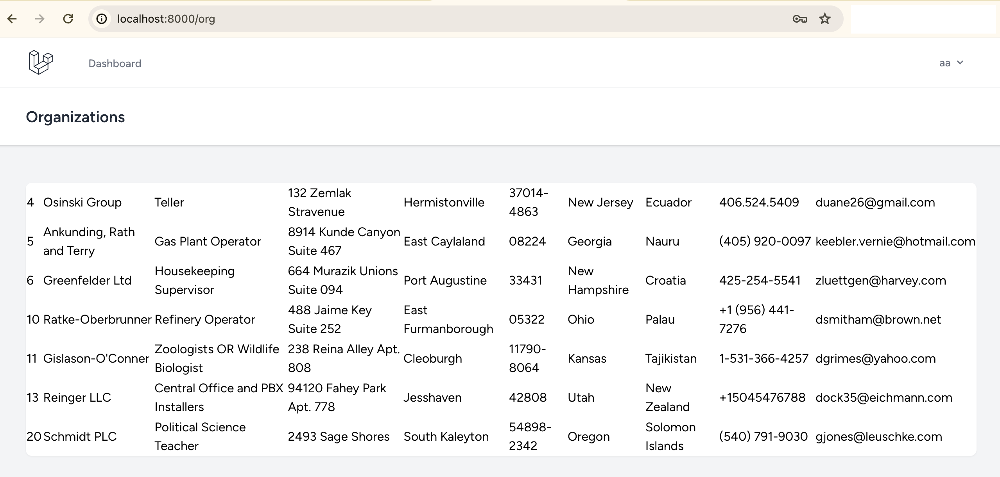 localhost:8000/org
Dashboard
aa
Organizations
4 Osinski Group Teller 132 Zemlak Stravenue Hermistonville 37014-4863 New Jersey Ecuador 406.524.5409 duane26@gmail.com
5 Ankunding, Rath and Terry Gas Plant Operator 8914 Kunde Canyon Suite 467 East Caylaland 08224 Georgia Nauru (405) 920-0097 keebler.vernie@hotmail.com
6 Greenfelder Ltd Housekeeping Supervisor 664 Murazik Unions Suite 094 Port Augustine 33431 New Hampshire Croatia 425-254-5541 zluettgen@harvey.com
10 Ratke-Oberbrunner Refinery Operator 488 Jaime Key Suite 252 East Furmanborough 05322 Ohio Palau +1 (956) 441-7276 dsmitham@brown.net
11 Gislason-O'Conner Zoologists OR Wildlife Biologist 238 Reina Alley Apt. 808 Cleoburgh 11790-8064 Kansas Tajikistan 1-531-366-4257 dgrimes@yahoo.com
13 Reinger LLC Central Office and PBX Installers 94120 Fahey Park Apt. 778 Jesshaven 42808 Utah New Zealand +15045476788 dock35@eichmann.com
20 Schmidt PLC Political Science Teacher 2493 Sage Shores South Kaleyton 54898-2342 Oregon Solomon Islands (540) 791-9030 gjones@leuschke.com